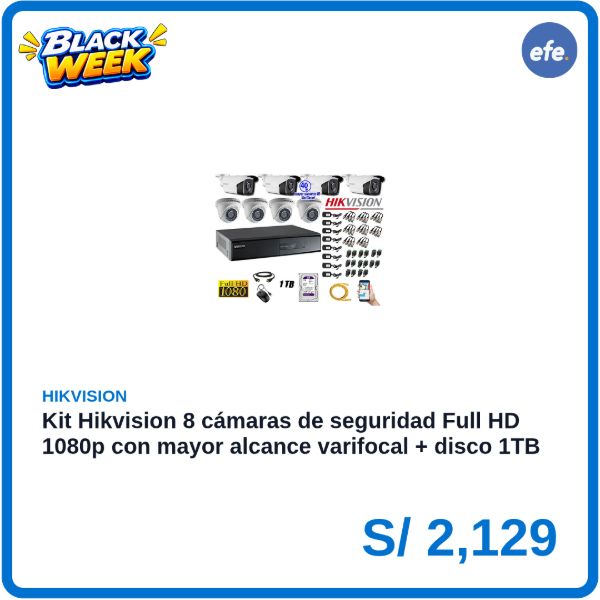 BLACK
WEEK
efe.
HIKVISION
Full HD
1080
1 TB
HIKVISION
Kit Hikvision 8 cámaras de seguridad Full HD
1080p con mayor alcance varifocal + disco 1TB
S/ 2,129